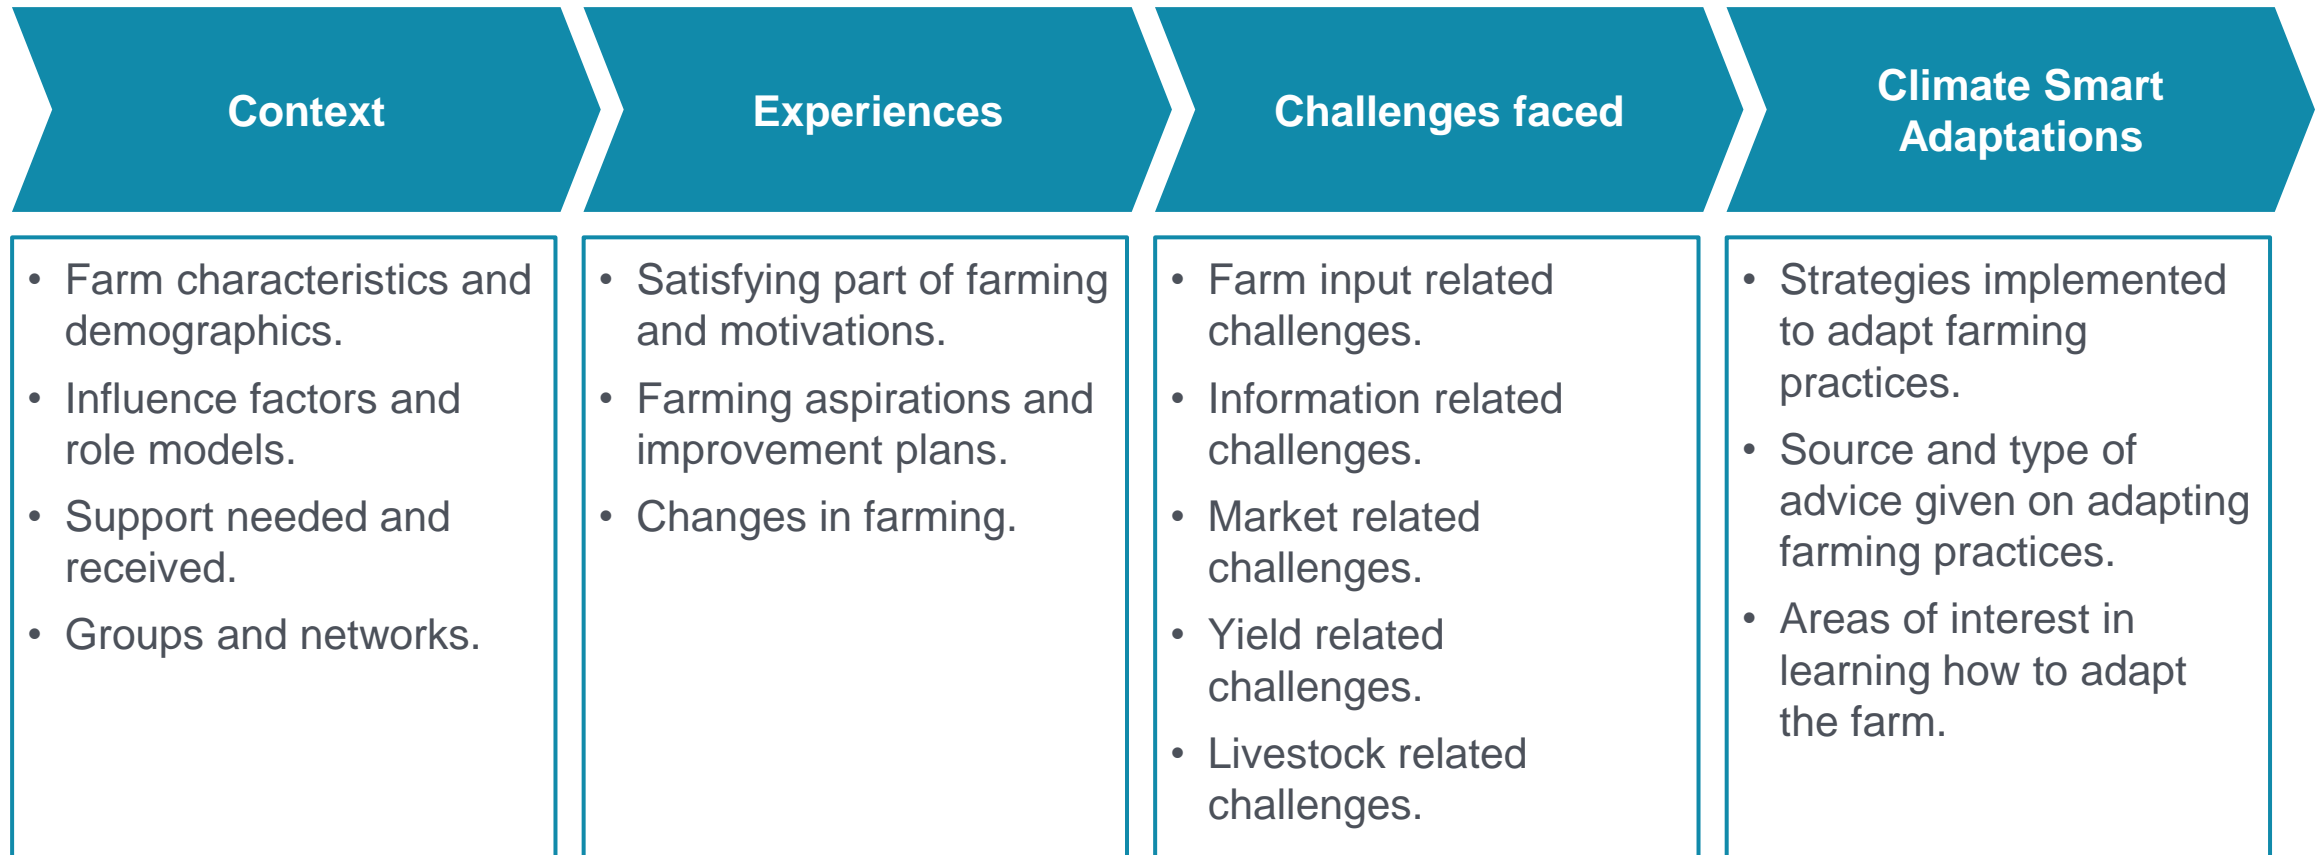 Context
Experiences
Challenges faced
Climate Smart
Adaptations
• Farm characteristics and
demographics.
• Influence factors and
role models.
• Support needed and
received.
• Groups and networks.
• Satisfying part of farming
and motivations.
• Farming aspirations and
improvement plans.
• Changes in farming.
• Farm input related
challenges.
• Information related
challenges.
• Market related
challenges.
• Yield related
challenges.
• Livestock related
challenges.
• Strategies implemented
to adapt farming
practices.
• Source and type of
advice given on adapting
farming practices.
• Areas of interest in
learning how to adapt
the farm.